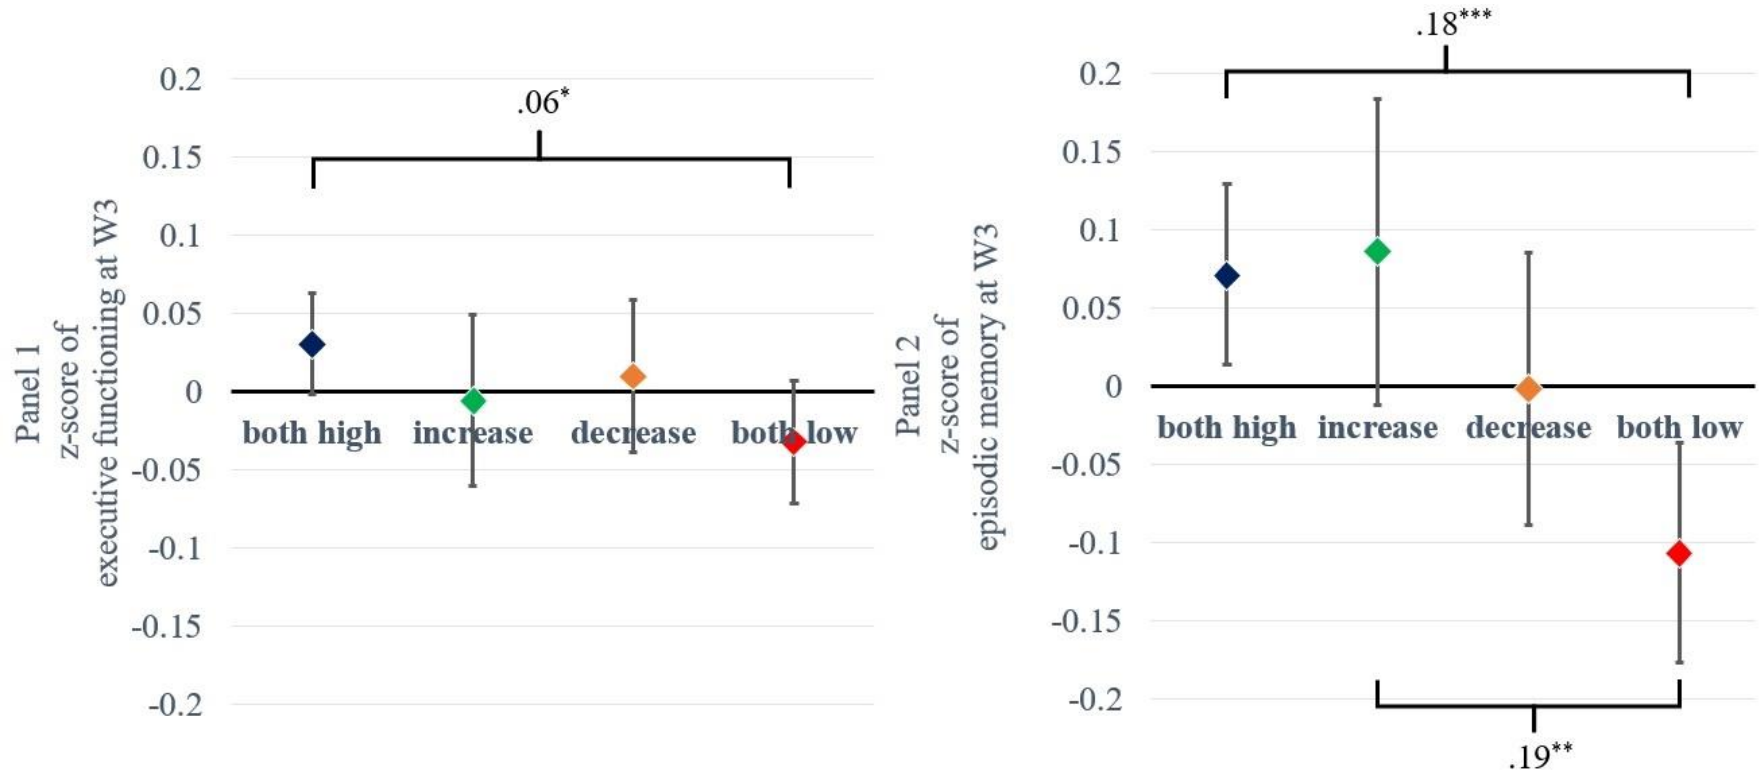 Panel 1
z-score of
executive functioning at W3
0.2
0.15
0.1
0.05
0
-0.05
-0.1
-0.15
-0.2
.06*
both high increase decrease both low
Panel 2
z-score of
episodic memory at W3
0.2
0.15
0.1
0.05
0
-0.05
-0.1
-0.15
-0.2
.18***
both high increase decrease both low
.19**